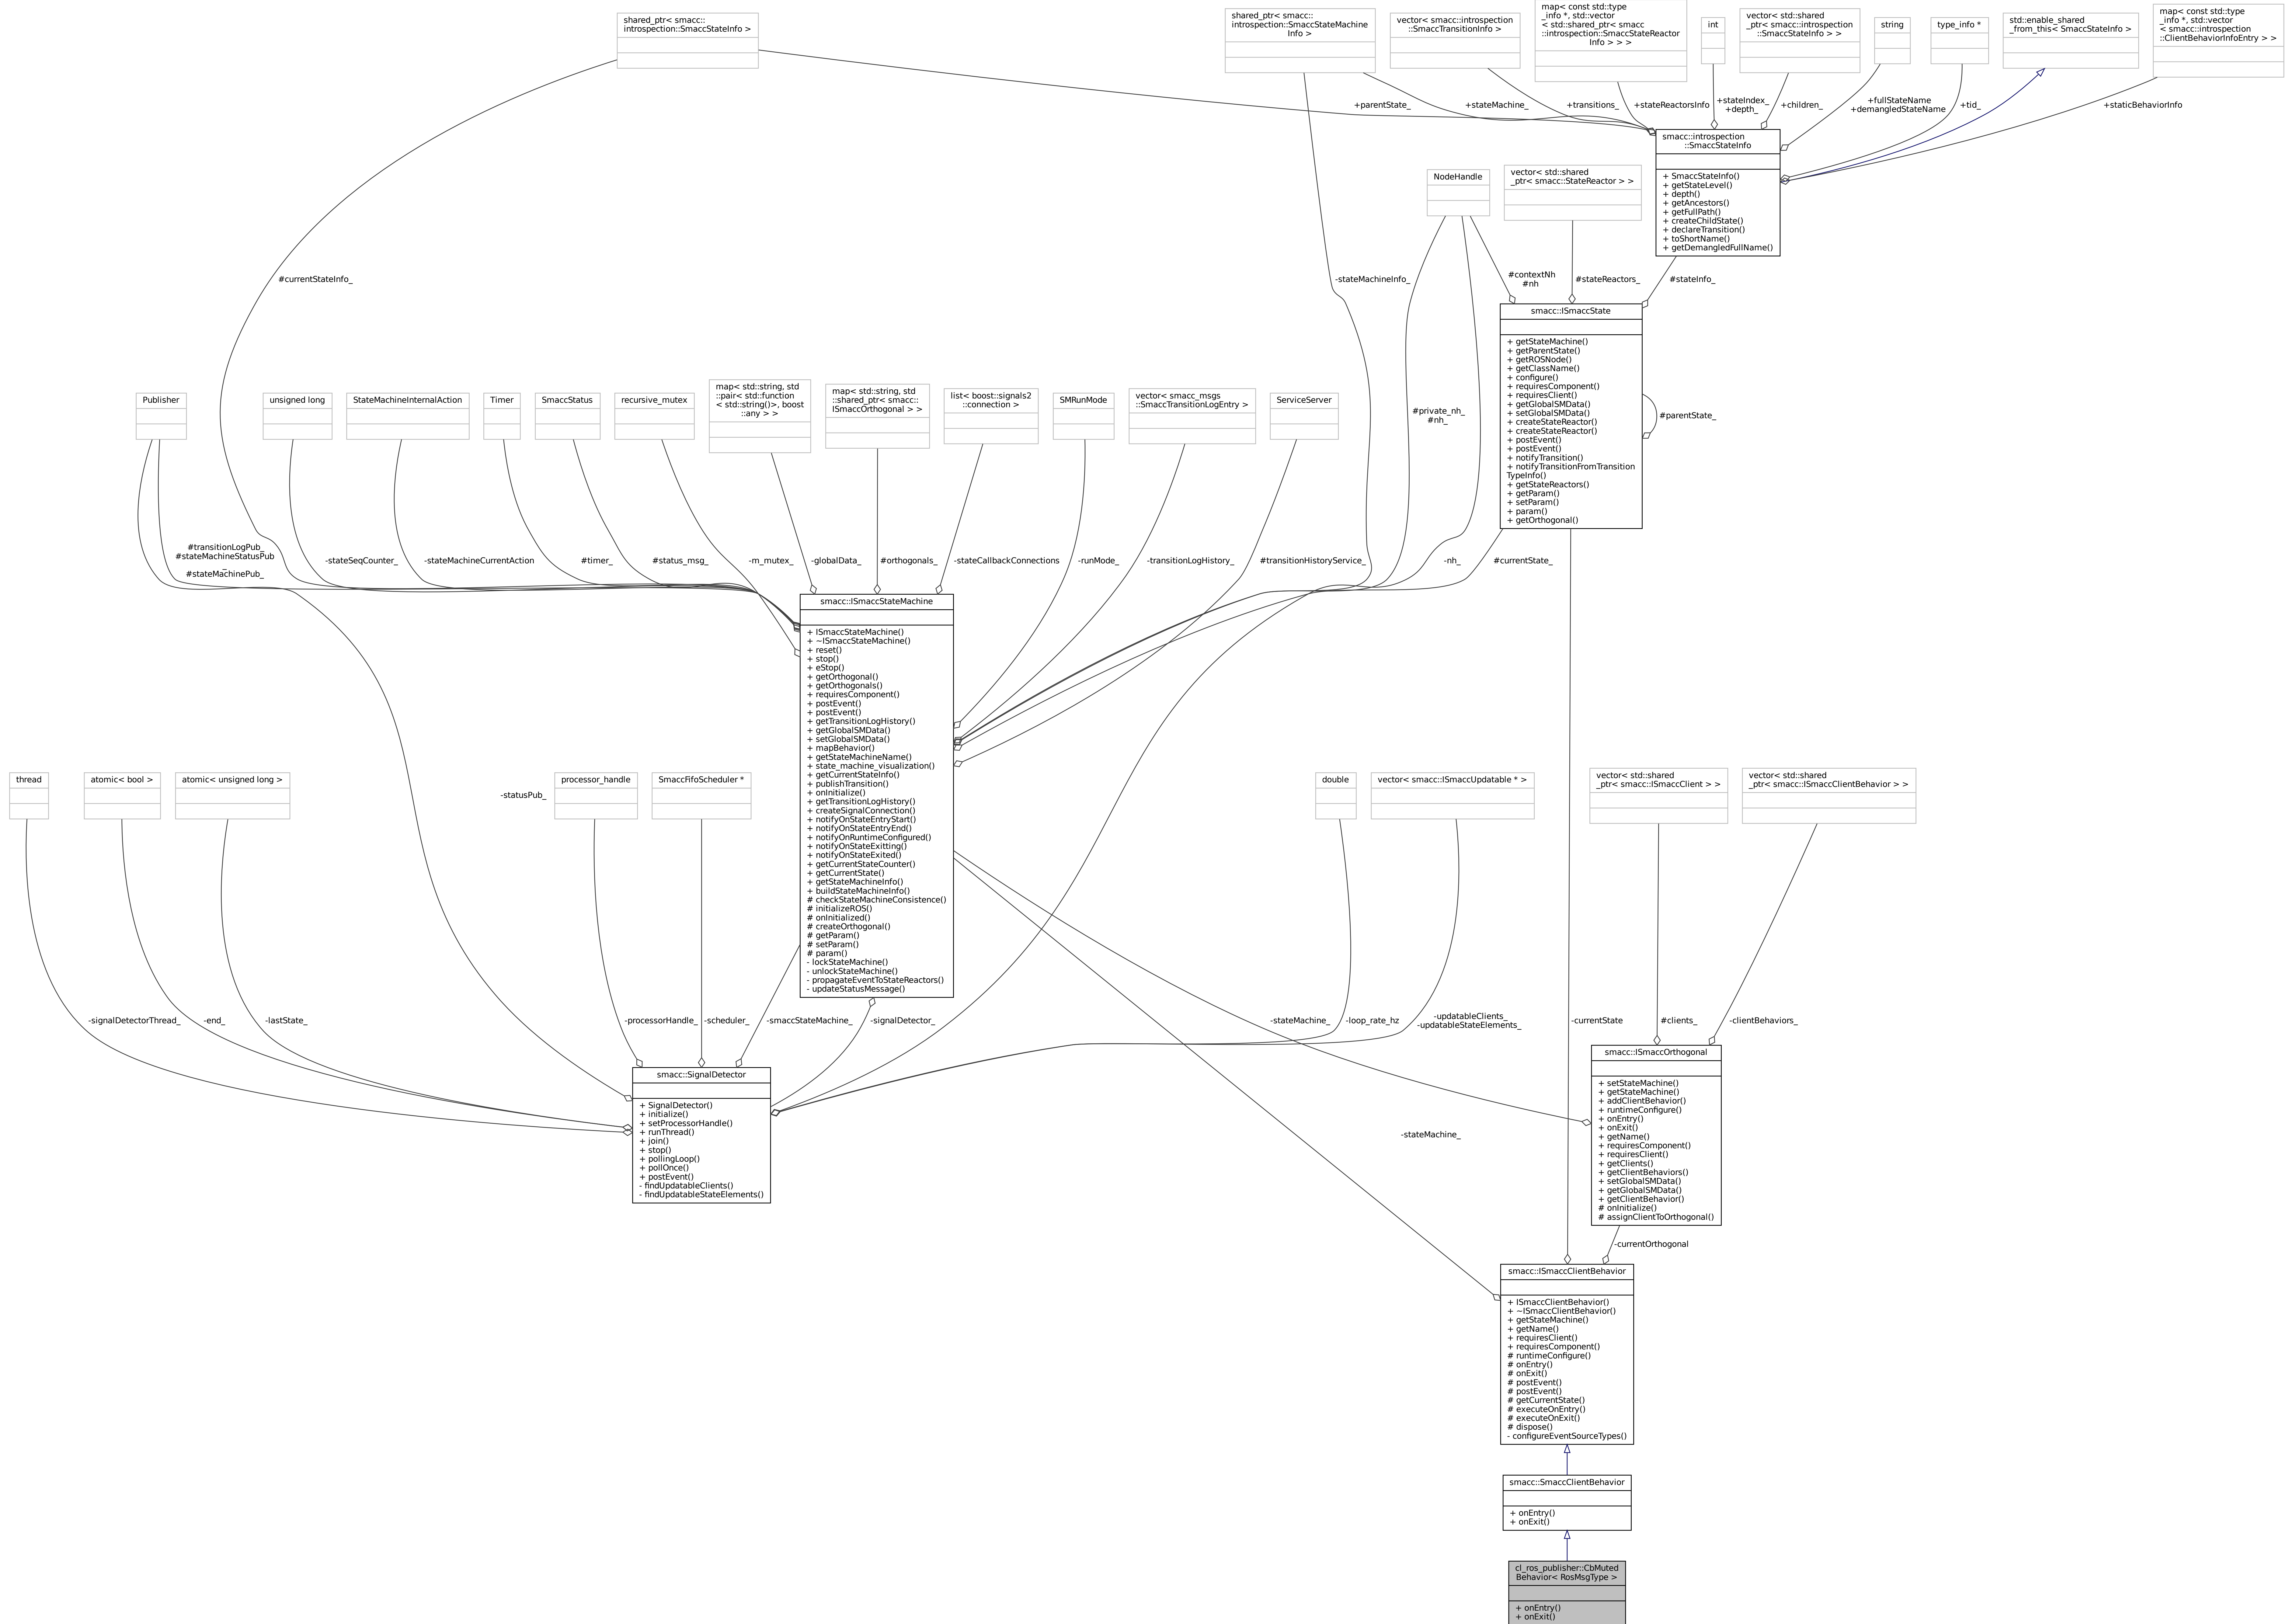 shared_ptr< smacc::
introspection::SmaccStateInfo >
shared_ptr< smacc::
introspection::SmaccStateMachine
Info >
vector< smacc::introspection
::SmaccTransitionInfo >
map< const std::type
_info *, std::vector
< std::shared_ptr< smacc
::introspection::SmaccStateReactor
Info > > >
int
vector< std::shared
_ptr< smacc::introspection
::SmaccStateInfo > >
string
type_info *
std::enable_shared
_from_this< SmaccStateInfo >
map< const std::type
_info *, std::vector
< smacc::introspection
::ClientBehaviorInfoEntry > >
+parentState_
+stateMachine_
+transitions_
+stateReactorsInfo
+stateIndex_
+depth_
+children_
+fullStateName
+demangledStateName
+tid_
+staticBehaviorInfo
smacc::introspection
::SmaccStateInfo
+ SmaccStateInfo()
+ getStateLevel()
+ depth()
+ getAncestors()
+ getFullPath()
+ createChildState()
+ declareTransition()
+ toShortName()
+ getDemangledFullName()
NodeHandle
vector< std::shared
_ptr< smacc::StateReactor > >
#currentStateInfo_
-stateMachineInfo_
#contextNh
#nh
#stateReactors_
#stateInfo_
smacc::ISmaccState
+ getStateMachine()
+ getParentState()
+ getROSNode()
+ getClassName()
+ configure()
+ requiresComponent()
+ requiresClient()
+ getGlobalSMData()
+ setGlobalSMData()
+ createStateReactor()
+ createStateReactor()
+ postEvent()
+ postEvent()
+ notifyTransition()
+ notifyTransitionFromTransition
TypeInfo()
+ getStateReactors()
+ getParam()
+ setParam()
+ param()
+ getOrthogonal()
#parentState_
#private_nh_
#nh_
Publisher
unsigned long
StateMachineInternalAction
Timer
SmaccStatus
recursive_mutex
map< std::string, std
::pair< std::function
< std::string()>, boost
::any > >
map< std::string, std
::shared_ptr< smacc::
ISmaccOrthogonal > >
list< boost::signals2
::connection >
SMRunMode
vector< smacc_msgs
::SmaccTransitionLogEntry >
ServiceServer
#transitionLogPub_
#stateMachineStatusPub
_
#stateMachinePub_
-stateSeqCounter_
-stateMachineCurrentAction
#timer_
#status_msg_
-m_mutex_
-globalData_
#orthogonals_
-stateCallbackConnections
-runMode_
-transitionLogHistory_
#transitionHistoryService_
-nh_
#currentState_
smacc::ISmaccStateMachine
+ ISmaccStateMachine()
+ ~ISmaccStateMachine()
+ reset()
+ stop()
+ eStop()
+ getOrthogonal()
+ getOrthogonals()
+ requiresComponent()
+ postEvent()
+ postEvent()
+ getTransitionLogHistory()
+ getGlobalSMData()
+ setGlobalSMData()
+ mapBehavior()
+ getStateMachineName()
+ state_machine_visualization()
+ getCurrentStateInfo()
+ publishTransition()
+ onInitialize()
+ getTransitionLogHistory()
+ createSignalConnection()
+ notifyOnStateEntryStart()
+ notifyOnStateEntryEnd()
+ notifyOnRuntimeConfigured()
+ notifyOnStateExitting()
+ notifyOnStateExited()
+ getCurrentStateCounter()
+ getCurrentState()
+ getStateMachineInfo()
+ buildStateMachineInfo()
# checkStateMachineConsistence()
# initializeROS()
# onInitialized()
# createOrthogonal()
# getParam()
# setParam()
# param()
- lockStateMachine()
- unlockStateMachine()
- propagateEventToStateReactors()
- updateStatusMessage()
thread
atomic< bool >
atomic< unsigned long >
-statusPub_
processor_handle
SmaccFifoScheduler *
double
vector< smacc::ISmaccUpdatable * >
vector< std::shared
_ptr< smacc::ISmaccClient > >
vector< std::shared
_ptr< smacc::ISmaccClientBehavior > >
-signalDetectorThread_
-end_
-lastState_
-processorHandle_
-scheduler_
-smaccStateMachine_
-signalDetector_
-stateMachine_
-loop_rate_hz
-updatableClients_
-updatableStateElements_
-currentState
#clients_
-clientBehaviors_
smacc::SignalDetector
+ SignalDetector()
+ initialize()
+ setProcessorHandle()
+ runThread()
+ join()
+ stop()
+ pollingLoop()
+ pollOnce()
+ postEvent()
- findUpdatableClients()
- findUpdatableStateElements()
smacc::ISmaccOrthogonal
+ setStateMachine()
+ getStateMachine()
+ addClientBehavior()
+ runtimeConfigure()
+ onEntry()
+ onExit()
+ getName()
+ requiresComponent()
+ requiresClient()
+ getClients()
+ getClientBehaviors()
+ setGlobalSMData()
+ getGlobalSMData()
+ getClientBehavior()
# onInitialize()
# assignClientToOrthogonal()
-stateMachine_
-currentOrthogonal
smacc::ISmaccClientBehavior
+ ISmaccClientBehavior()
+ ~ISmaccClientBehavior()
+ getStateMachine()
+ getName()
+ requiresClient()
+ requiresComponent()
# runtimeConfigure()
# onEntry()
# onExit()
# postEvent()
# postEvent()
# getCurrentState()
# executeOnEntry()
# executeOnExit()
# dispose()
- configureEventSourceTypes()
smacc::SmaccClientBehavior
+ onEntry()
+ onExit()
cl_ros_publisher::CbMuted
Behavior< RosMsgType >
+ onEntry()
+ onExit()